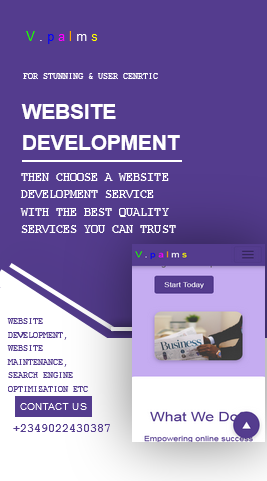 V.palms
FOR STUNNING & USER CENRTIC
WEBSITE
DEVELOPMENT
THEN CHOOSE A WEBSITE
DEVELOPMENT SERVICE
WITH THE BEST QUALITY
SERVICES YOU CAN TRUST
V.palms
Start Today
Business
What We Do
Empowering online success
WEBSITE
DEVELOPMENT,
WEBSITE
MAINTENANCE,
SEARCH ENGINE
OPTIMIZATION ETC
CONTACT US
+2349022430387